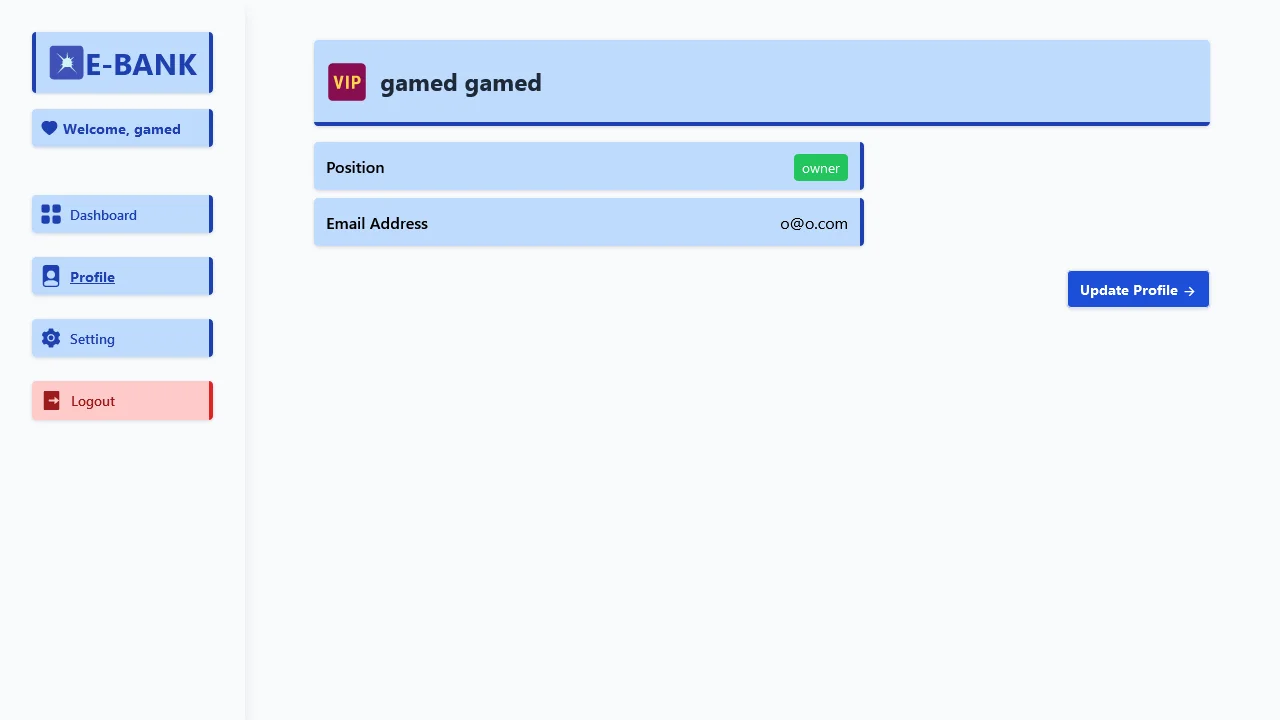 E-BANK
Welcome, gamed
Dashboard
Profile
Setting
Logout
VIP gamed gamed
Position owner
Email Address o@o.com
Update Profile →